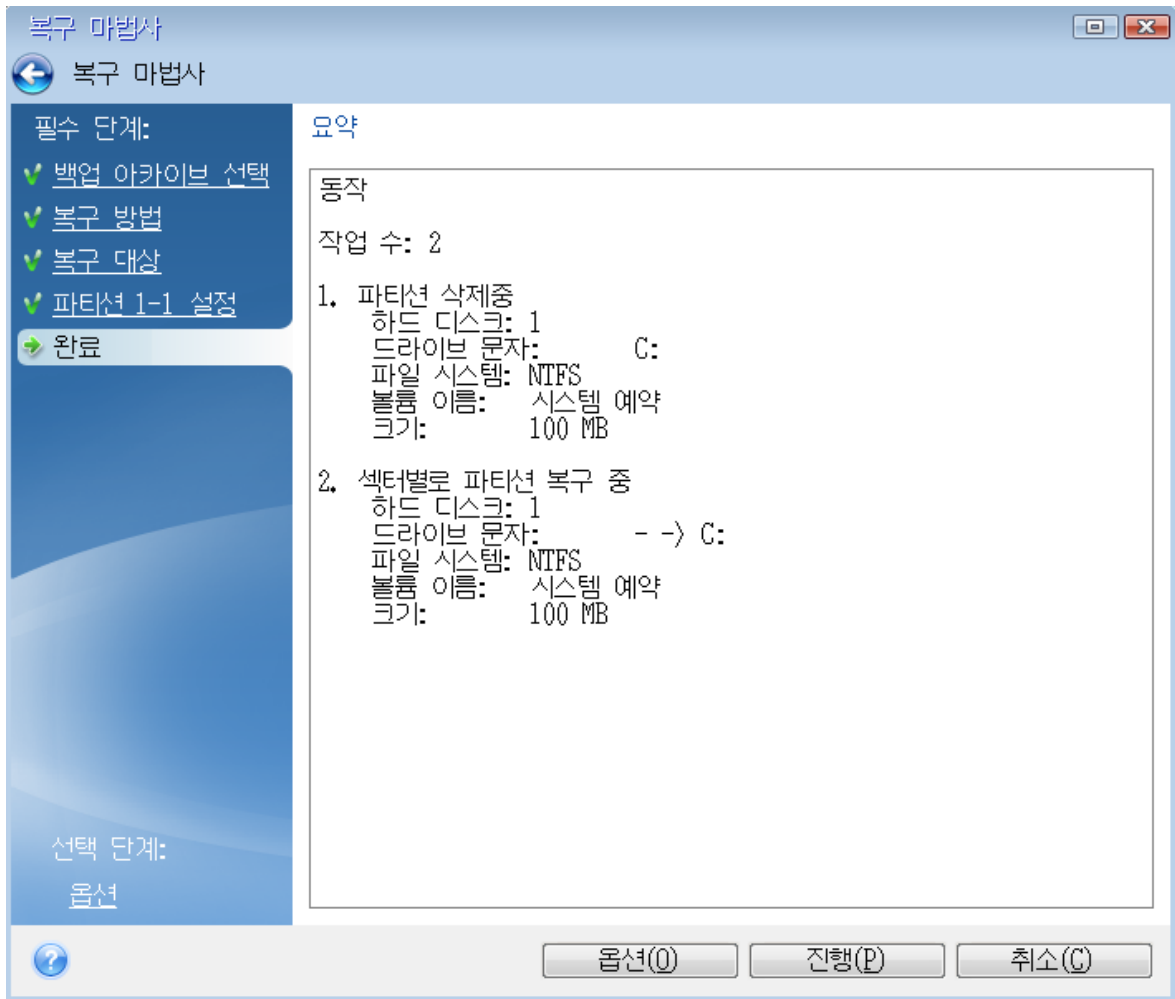 복구 마법사
복구 마법사
필수 단계:
백업 아카이브 선택
복구 방법
복구 대상
파티션 1-1 설정
완료
선택 단계:
옵션
요약
동작
작업 수: 2
1. 파티션 삭제중
하드 디스크: 1
드라이브 문자: C:
파일 시스템: NTFS
볼륨 이름: 시스템 예약
크기: 100 MB
2. 섹터별로 파티션 복구 중
하드 디스크: 1
드라이브 문자: - -> C:
파일 시스템: NTFS
볼륨 이름: 시스템 예약
크기: 100 MB
옵션(O) 진행(P) 취소(C)